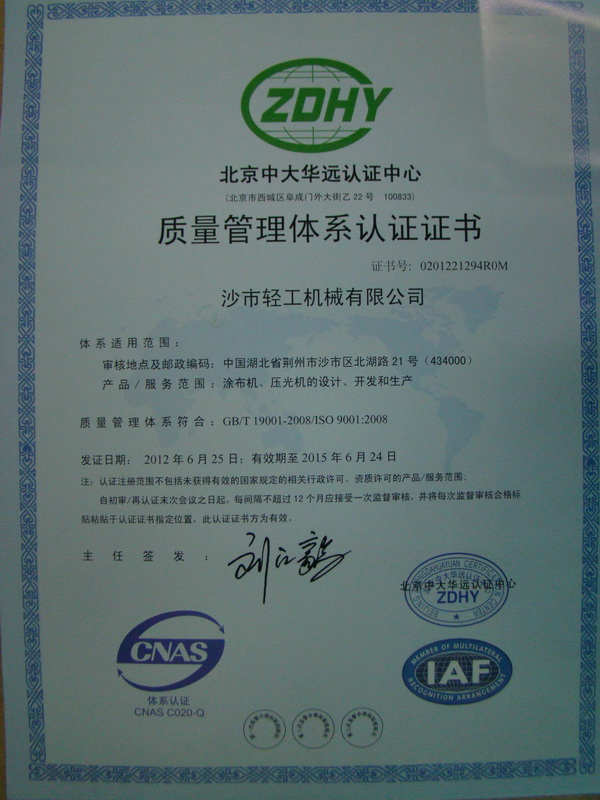 ZDHY
北京中大华远认证中心
(北京市西城区阜成门外大街乙22号 100833)
质量管理体系认证证书
证书号: 0201221294R0M
沙市轻工机械有限公司
体系适用范围:
审核地点及邮政编码: 中国湖北省荆州市沙市区北湖路21号（434000）
产品/服务范围: 涂布机、压光机的设计、开发和生产
质量管理体系符合: GB/T 19001-2008/ISO 9001:2008
发证日期: 2012年6月25日; 有效期至2015年6月24日
注: 认证注册范围不包括未获得有效的国家规定的相关行政许可、资质许可的产品/服务范围;
自初审/再认证末次会议之日起, 每间隔不超过12个月应接受一次监督审核, 并将每次监督审核合格标
贴粘贴于认证证书指定位置, 此认证证书方为有效。
主任签发:
北京中大华远认证中心
ZDHY
CNAS
体系认证
CNAS C020-Q
MEMBER OF MULTILATERAL
IAF
RECOGNITION ARRANGEMENT